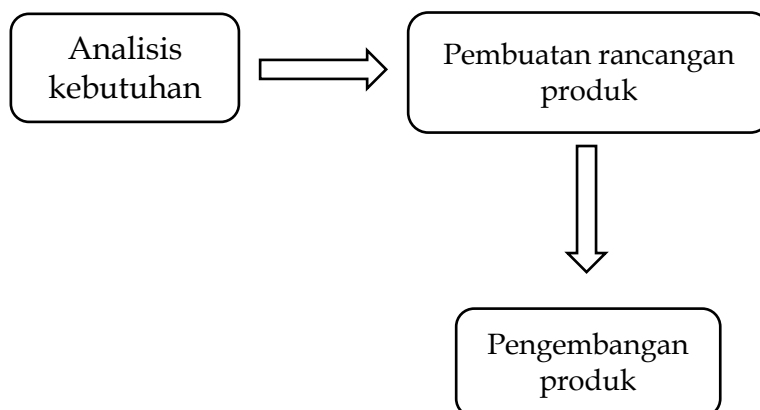 Analisis
kebutuhan
Pembuatan rancangan
produk
Pengembangan
produk